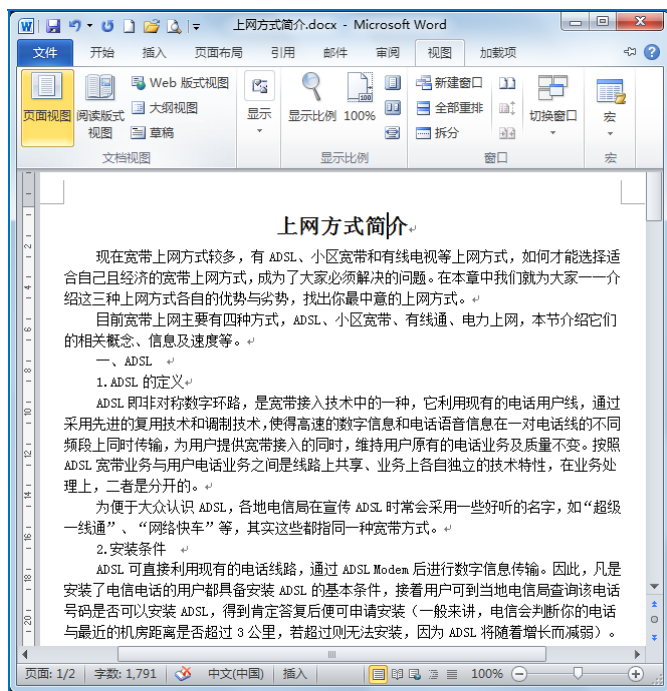 上网方式简介.docx - Microsoft Word
文件 开始 插入 页面布局 引用 邮件 审阅 视图 加载项
页面视图 阅读版式视图 Web 版式视图 大纲视图 草稿 显示 显示比例 100% 新建窗口 全部重排 拆分 切换窗口 宏
文档视图 显示比例 窗口 宏
上网方式简介
现在宽带上网方式较多，有 ADSL、小区宽带和有线电视等上网方式，如何才能选择适
合自己且经济的宽带上网方式，成为了大家必须解决的问题。在本章中我们就为大家一一介
绍这三种上网方式各自的优势与劣势，找出你最中意的上网方式。
目前宽带上网主要有四种方式，ADSL、小区宽带、有线通、电力上网，本节介绍它们
的相关概念、信息及速度等。
一、ADSL
1.ADSL 的定义
ADSL 即非对称数字环路，是宽带接入技术中的一种，它利用现有的电话用户线，通过
采用先进的复用技术和调制技术，使得高速的数字信息和电话语音信息在一对电话线的不同
频段上同时传输，为用户提供宽带接入的同时，维持用户原有的电话业务及质量不变。按照
ADSL 宽带业务与用户电话业务之间是线路上共享、业务上各自独立的技术特性，在业务处
理上，二者是分开的。
为便于大众认识 ADSL，各地电信局在宣传 ADSL 时常会采用一些好听的名字，如“超级
一线通”、“网络快车”等，其实这些都指同一种宽带方式。
2.安装条件
ADSL 可直接利用现有的电话线路，通过 ADSL Modem 后进行数字信息传输。因此，凡是
安装了电信电话的用户都具备安装 ADSL 的基本条件，接着用户可到当地电信局查询该电话
号码是否可以安装 ADSL，得到肯定答复后便可申请安装（一般来讲，电信会判断你的电话
与最近的机房距离是否超过 3 公里，若超过则无法安装，因为 ADSL 将随着增长而减弱）。
页面: 1/2 字数: 1,791 中文(中国) 插入 100%